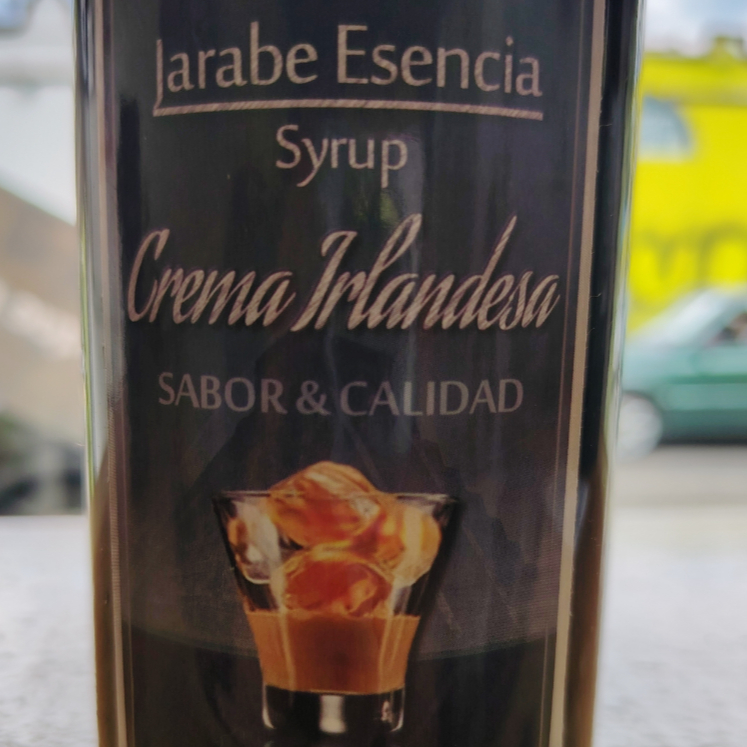 Jarabe Esencia
Syrup
Crema Irlandesa
SABOR & CALIDAD